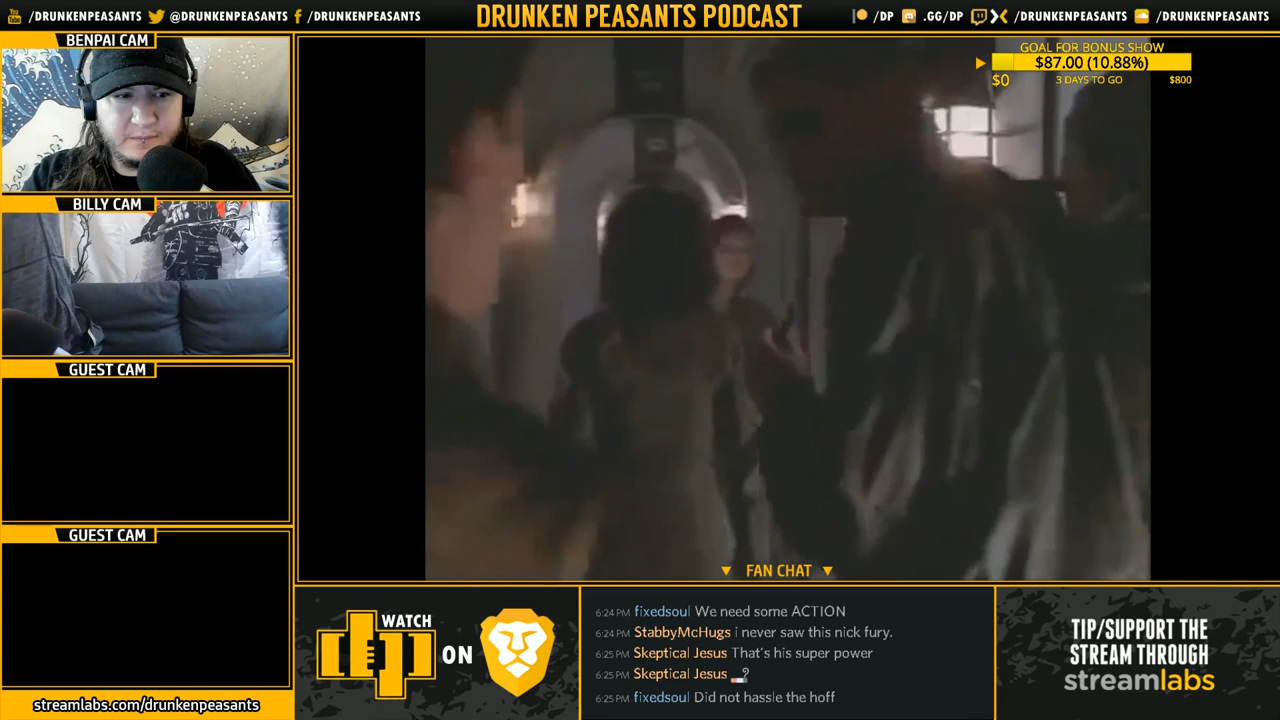 /DRUNKENPEASANTS @DRUNKENPEASANTS /DRUNKENPEASANTS
DRUNKEN PEASANTS PODCAST
/DP .GG/DP /DRUNKENPEASANTS /DRUNKENPEASANTS
BENPAI CAM
BILLY CAM
GUEST CAM
GUEST CAM
streamlabs.com/drunkenpeasants
GOAL FOR BONUS SHOW
$87.00 (10.88%)
$0 3 DAYS TO GO $800
FAN CHAT
WATCH
ON
6:24 PM fixedsoul We need some ACTION
6:24 PM StabbyMcHugs i never saw this nick fury.
6:25 PM Skeptical Jesus That's his super power
6:25 PM Skeptical Jesus
6:25 PM fixedsoul Did not hassle the hoff
TIP/SUPPORT THE
STREAM THROUGH
streamlabs